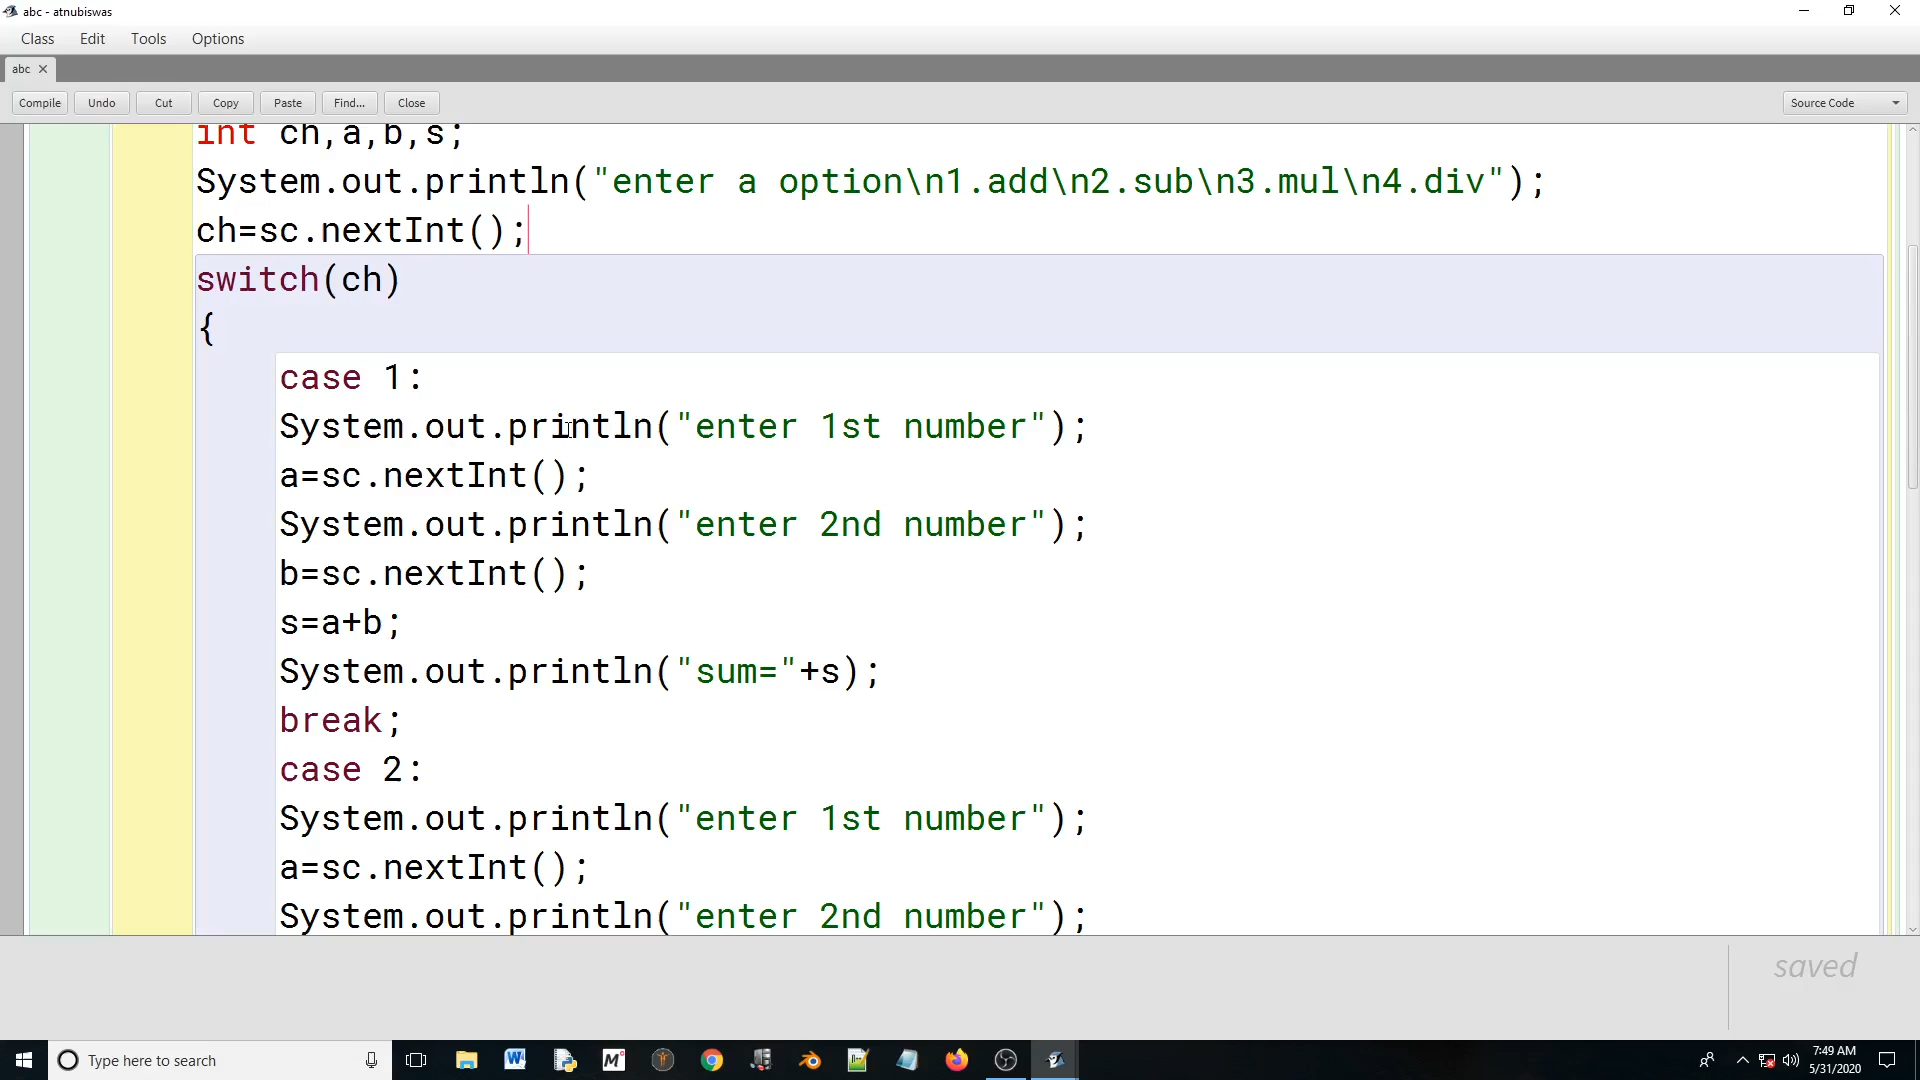 abc - atnubiswas
Class Edit Tools Options
abc
Compile Undo Cut Copy Paste Find... Close Source Code
int ch,a,b,s;
System.out.println("enter a option\n1.add\n2.sub\n3.mul\n4.div");
ch=sc.nextInt();
switch(ch)
{
case 1:
System.out.println("enter 1st number");
a=sc.nextInt();
System.out.println("enter 2nd number");
b=sc.nextInt();
s=a+b;
System.out.println("sum="+s);
break;
case 2:
System.out.println("enter 1st number");
a=sc.nextInt();
System.out.println("enter 2nd number");
saved
Type here to search
7:49 AM
5/31/2020